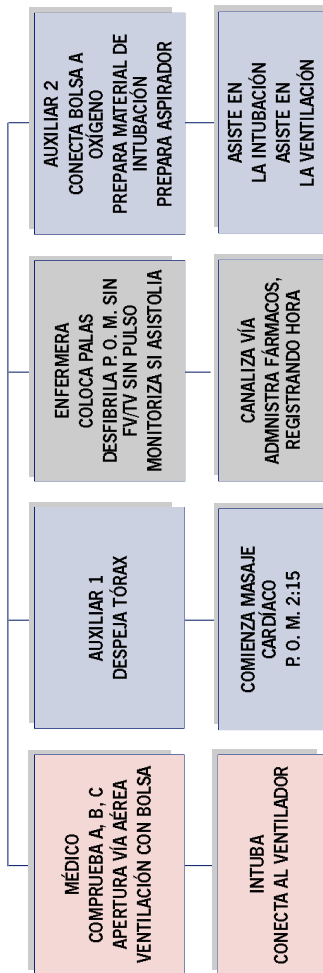 MÉDICO
COMPRUEBA A, B, C
APERTURA VÍA AÉREA
VENTILACIÓN CON BOLSA
AUXILIAR 1
DESPEJA TÓRAX
ENFERMERA
COLOCA PALAS
DESFIBRILA P. O. M. SIN
FV/TV SIN PULSO
MONITORIZA SI ASISTOLIA
AUXILIAR 2
CONECTA BOLSA A
OXÍGENO
PREPARA MATERIAL DE
INTUBACIÓN
PREPARA ASPIRADOR
INTUBA
CONECTA AL VENTILADOR
COMIENZA MASAJE
CARDÍACO
P. O. M. 2:15
CANALIZA VÍA
ADMNISTRA FÁRMACOS,
REGISTRANDO HORA
ASISTE EN
LA INTUBACIÓN
ASISTE EN
LA VENTILACIÓN